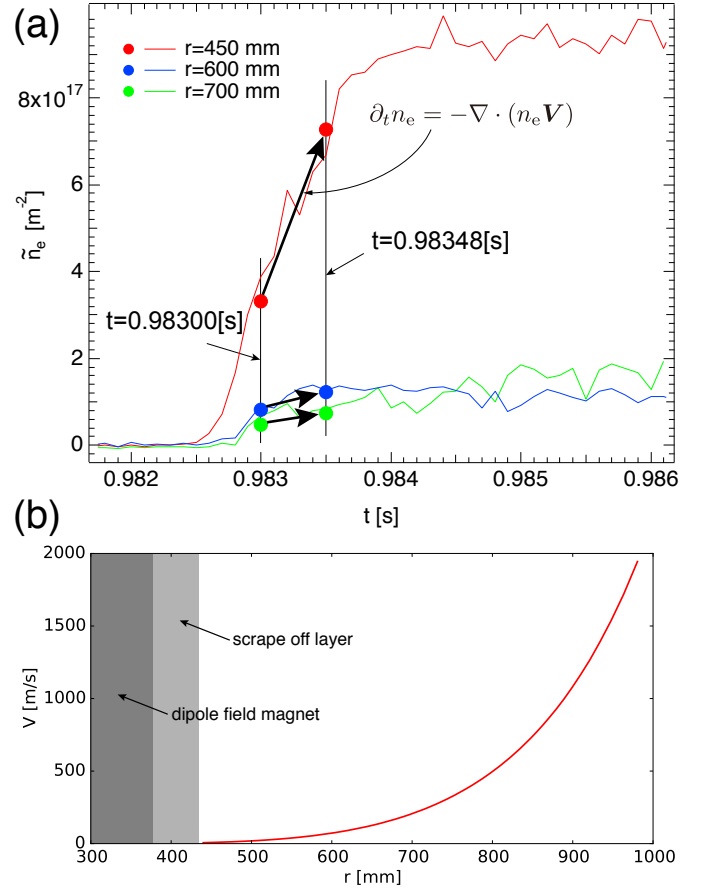 (a)
r=450 mm
r=600 mm
r=700 mm
8x10¹⁷
6
4
2
0
ñₑ [m⁻²]
∂ₜnₑ = −∇ · (nₑV)
t=0.98348[s]
t=0.98300[s]
0.982 0.983 0.984 0.985 0.986
t [s]
(b)
2000
1500
1000
500
0
V [m/s]
scrape off layer
dipole field magnet
300 400 500 600 700 800 900 1000
r [mm]